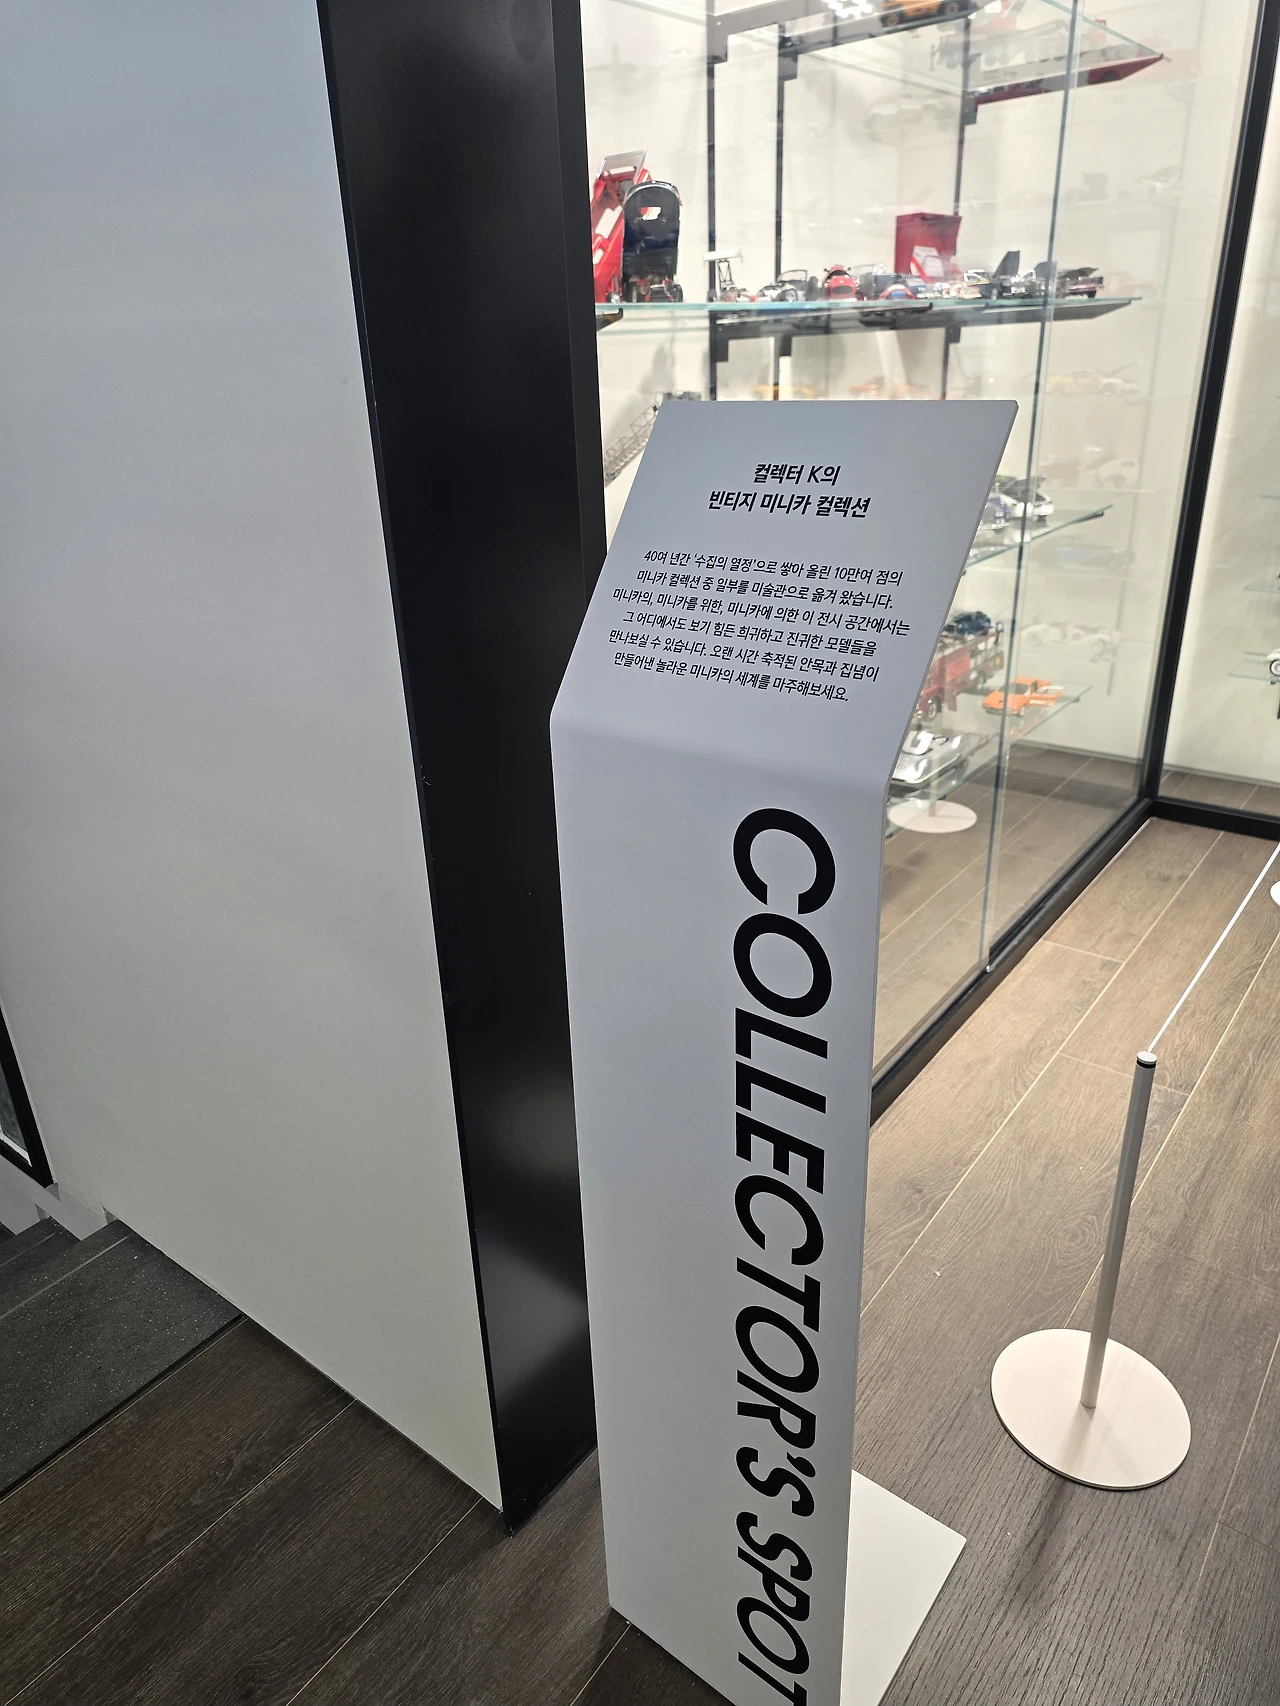 컬렉터 K의
빈티지 미니카 컬렉션
40여 년간 '수집의 열정'으로 쌓아 올린 10만여 점의
미니카 컬렉션 중 일부를 미술관으로 옮겨 왔습니다.
미니카의, 미니카를 위한, 미니카에 의한 이 전시 공간에서는
그 어디에서도 보기 힘든 희귀하고 진귀한 모델들을
만나보실 수 있습니다. 오랜 시간 축적된 안목과 집념이
만들어낸 놀라운 미니카의 세계를 마주해보세요.
COLLECTOR'S SPOT